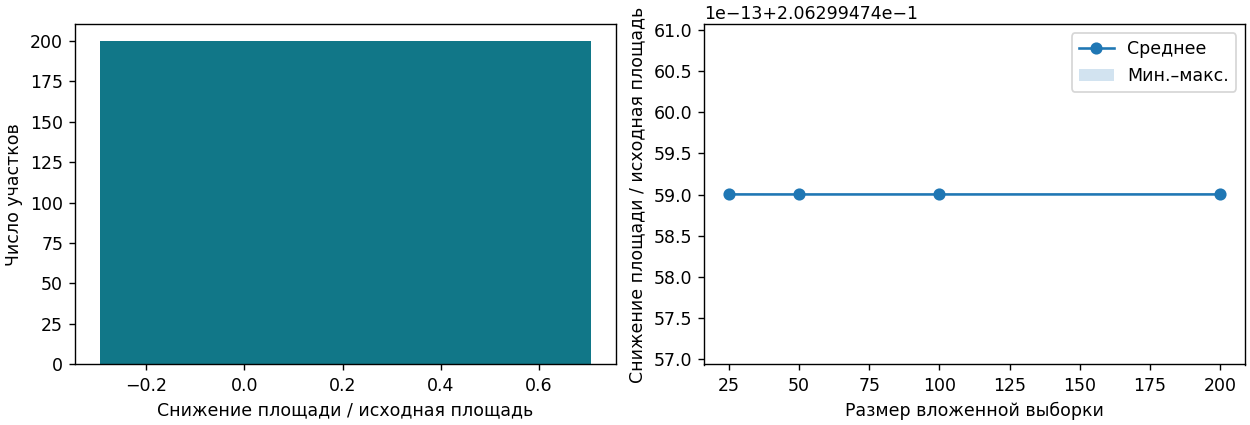 Число участков
200
175
150
125
100
75
50
25
0
−0.2 0.0 0.2 0.4 0.6
Снижение площади / исходная площадь
1e−13+2.06299474e−1
Снижение площади / исходная площадь
61.0
60.5
60.0
59.5
59.0
58.5
58.0
57.5
57.0
Среднее
Мин.–макс.
25 50 75 100 125 150 175 200
Размер вложенной выборки